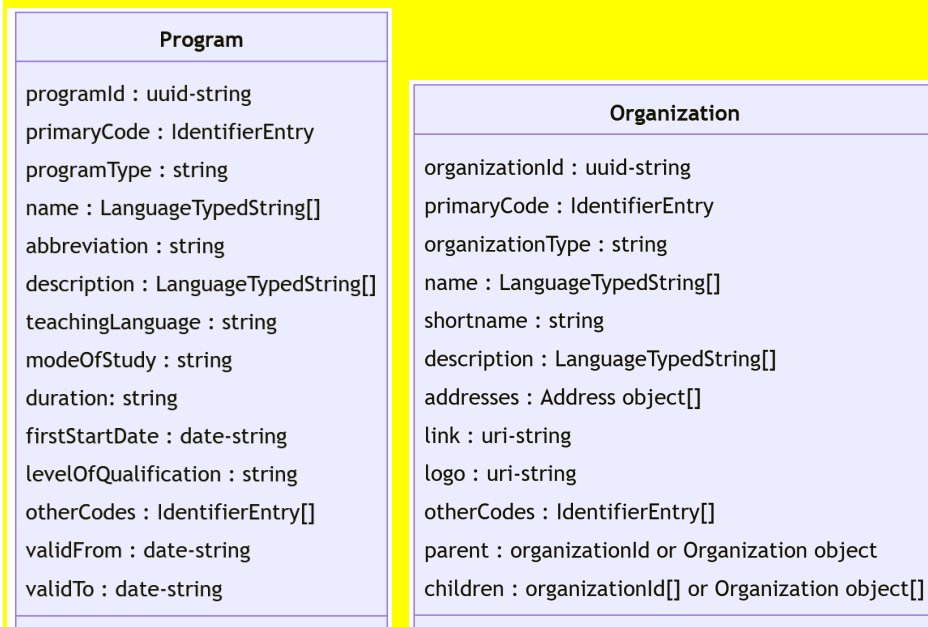 Program
programId : uuid-string
primaryCode : IdentifierEntry
programType : string
name : LanguageTypedString[]
abbreviation : string
description : LanguageTypedString[]
teachingLanguage : string
modeOfStudy : string
duration: string
firstStartDate : date-string
levelOfQualification : string
otherCodes : IdentifierEntry[]
validFrom : date-string
validTo : date-string
Organization
organizationId : uuid-string
primaryCode : IdentifierEntry
organizationType : string
name : LanguageTypedString[]
shortname : string
description : LanguageTypedString[]
addresses : Address object[]
link : uri-string
logo : uri-string
otherCodes : IdentifierEntry[]
parent : organizationId or Organization object
children : organizationId[] or Organization object[]